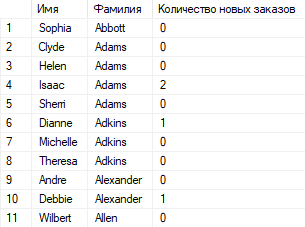 Имя Фамилия Количество новых заказов
1 Sophia Abbott 0
2 Clyde Adams 0
3 Helen Adams 0
4 Isaac Adams 2
5 Sherri Adams 0
6 Dianne Adkins 1
7 Michelle Adkins 0
8 Theresa Adkins 0
9 Andre Alexander 0
10 Debbie Alexander 1
11 Wilbert Allen 0